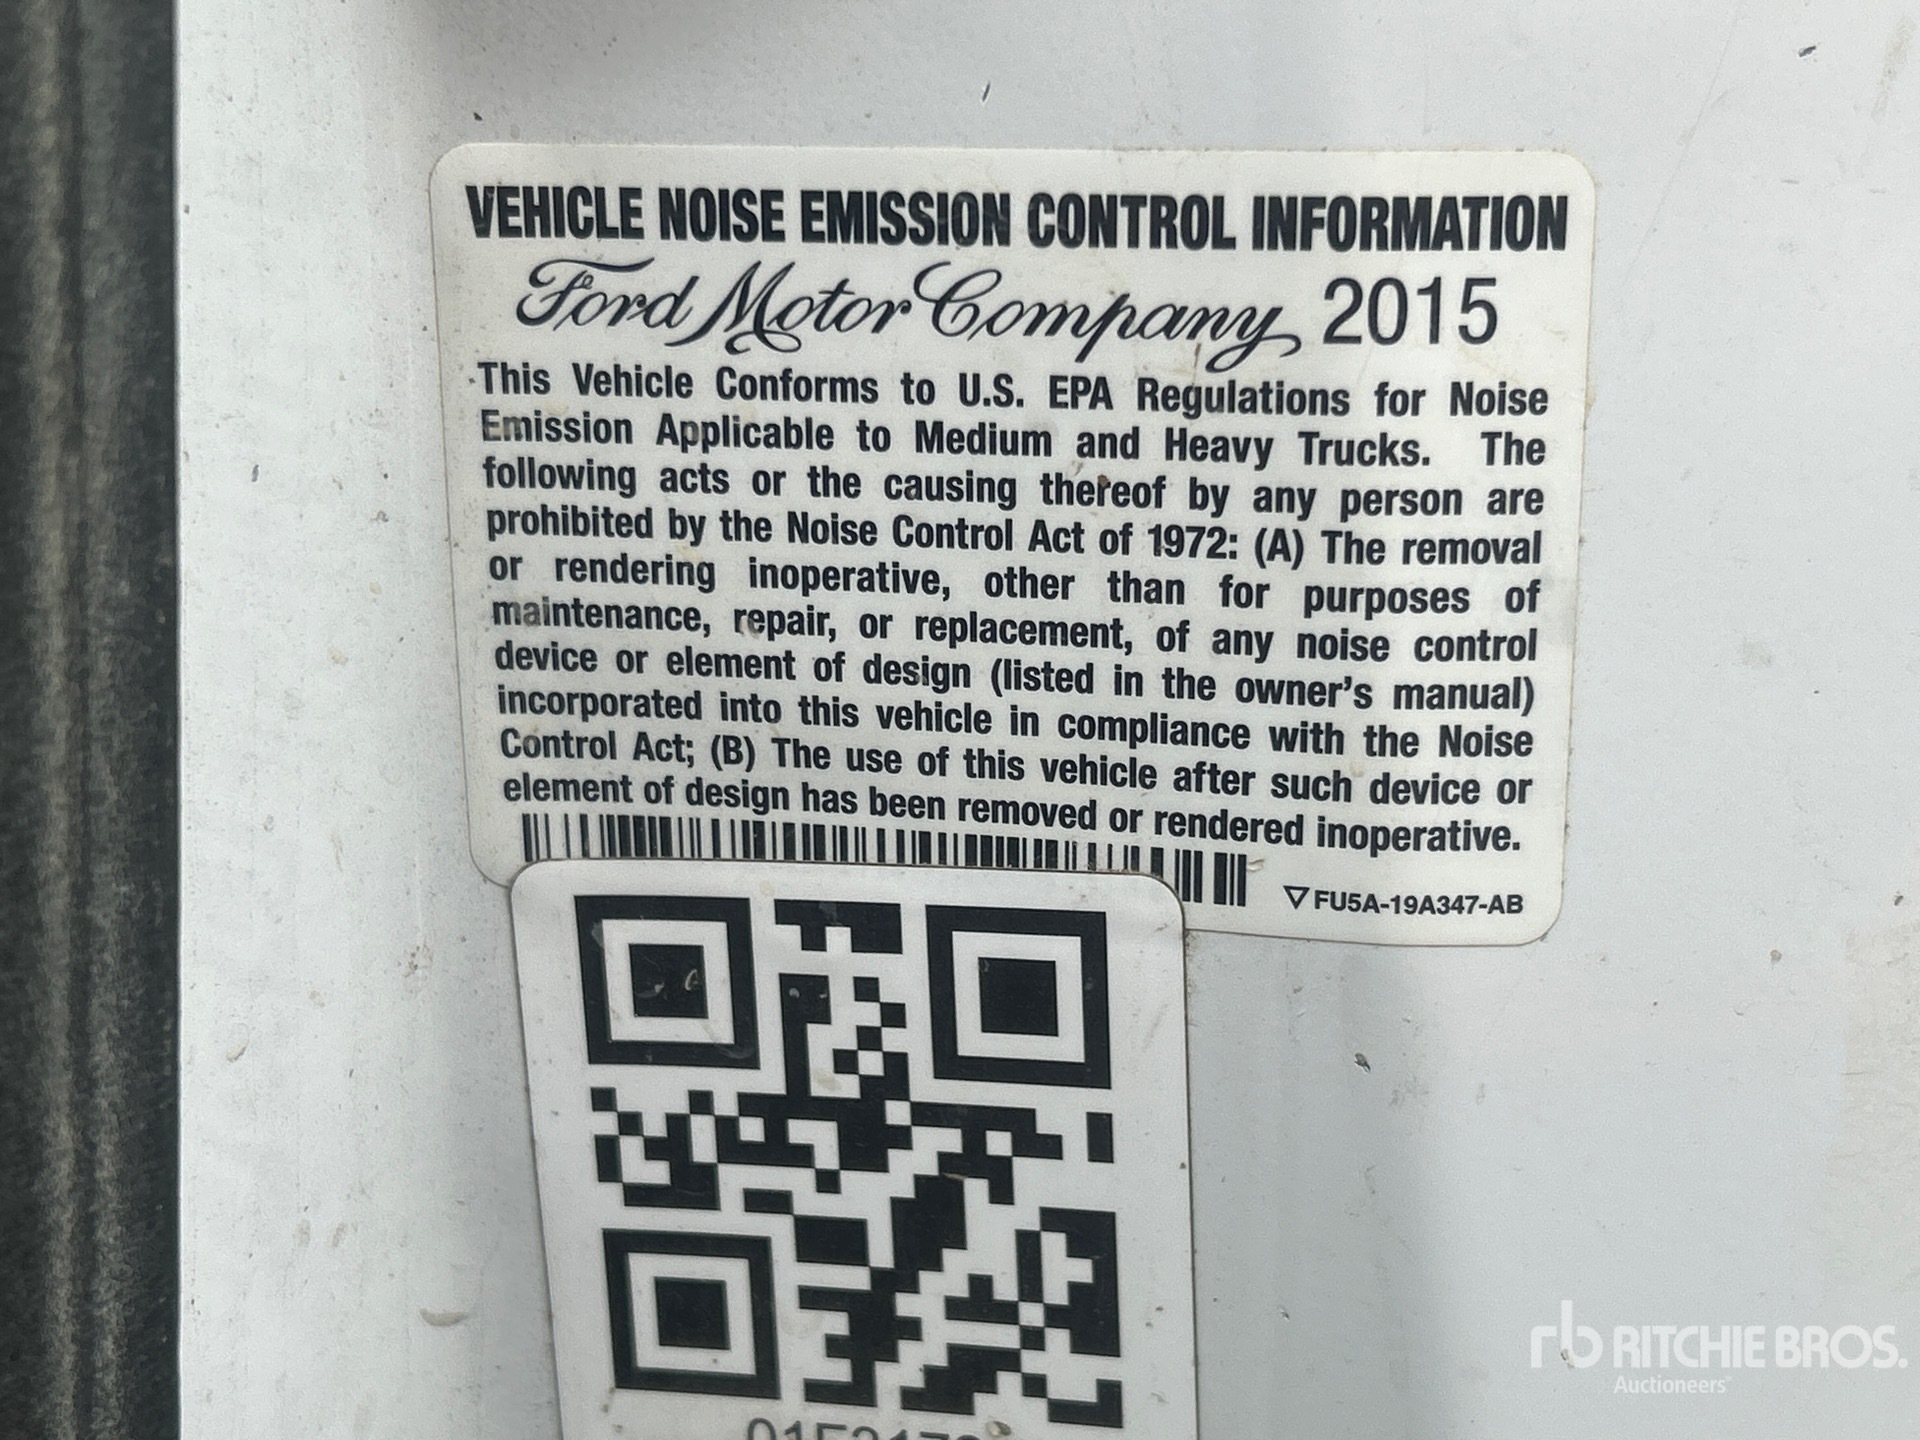 VEHICLE NOISE EMISSION CONTROL INFORMATION
Ford Motor Company 2015
This Vehicle Conforms to U.S. EPA Regulations for Noise
Emission Applicable to Medium and Heavy Trucks. The
following acts or the causing thereof by any person are
prohibited by the Noise Control Act of 1972: (A) The removal
or rendering inoperative, other than for purposes of
maintenance, repair, or replacement, of any noise control
device or element of design (listed in the owner's manual)
incorporated into this vehicle in compliance with the Noise
Control Act; (B) The use of this vehicle after such device or
element of design has been removed or rendered inoperative.
FU5A-19A347-AB
rb RITCHIE BROS.
Auctioneers